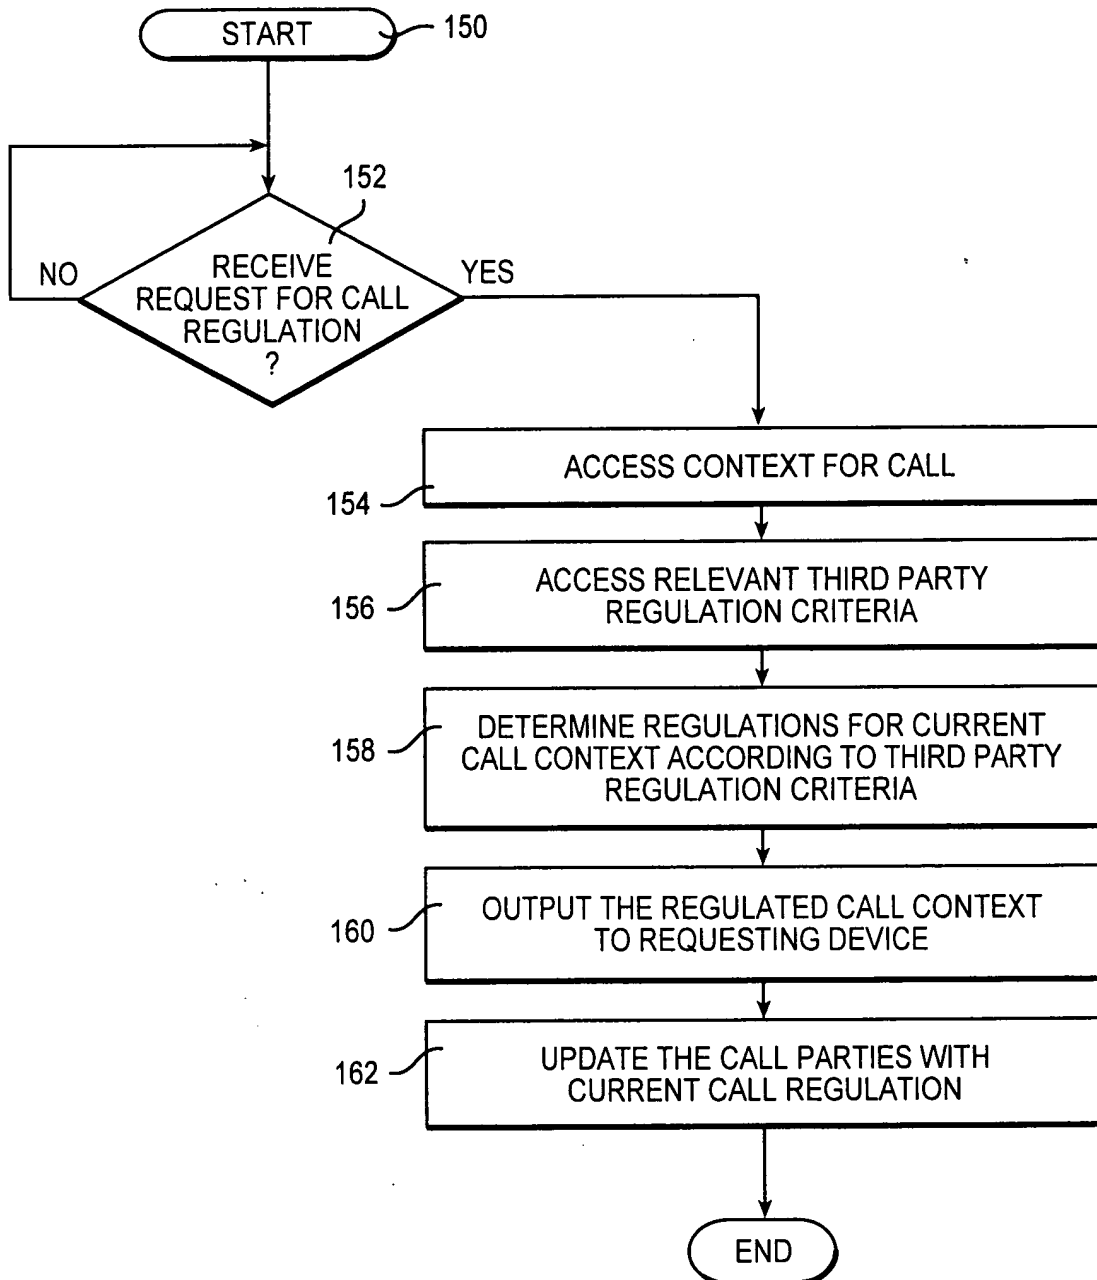 START
150
152
NO
YES
RECEIVE
REQUEST FOR CALL
REGULATION
?
ACCESS CONTEXT FOR CALL
154
ACCESS RELEVANT THIRD PARTY
REGULATION CRITERIA
156
DETERMINE REGULATIONS FOR CURRENT
CALL CONTEXT ACCORDING TO THIRD PARTY
REGULATION CRITERIA
158
OUTPUT THE REGULATED CALL CONTEXT
TO REQUESTING DEVICE
160
UPDATE THE CALL PARTIES WITH
CURRENT CALL REGULATION
162
END